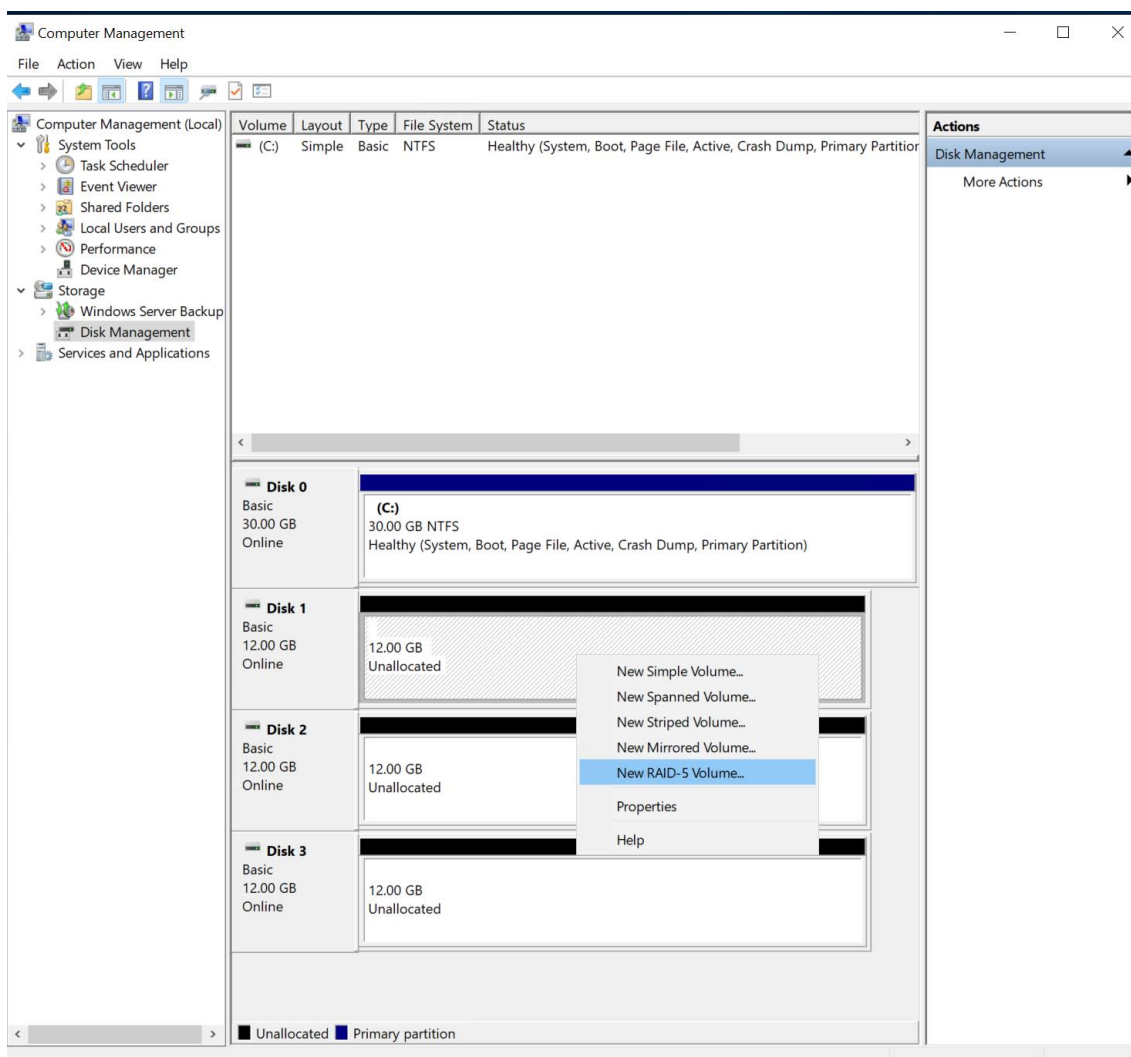 Computer Management
File Action View Help
Computer Management (Local)
System Tools
Task Scheduler
Event Viewer
Shared Folders
Local Users and Groups
Performance
Device Manager
Storage
Windows Server Backup
Disk Management
Services and Applications
Volume Layout Type File System Status
(C:) Simple Basic NTFS Healthy (System, Boot, Page File, Active, Crash Dump, Primary Partition
Disk 0
Basic
30.00 GB
Online
(C:)
30.00 GB NTFS
Healthy (System, Boot, Page File, Active, Crash Dump, Primary Partition)
Disk 1
Basic
12.00 GB
Online
12.00 GB
Unallocated
Disk 2
Basic
12.00 GB
Online
12.00 GB
Unallocated
Disk 3
Basic
12.00 GB
Online
12.00 GB
Unallocated
New Simple Volume...
New Spanned Volume...
New Striped Volume...
New Mirrored Volume...
New RAID-5 Volume...
Properties
Help
Unallocated Primary partition
Actions
Disk Management
More Actions